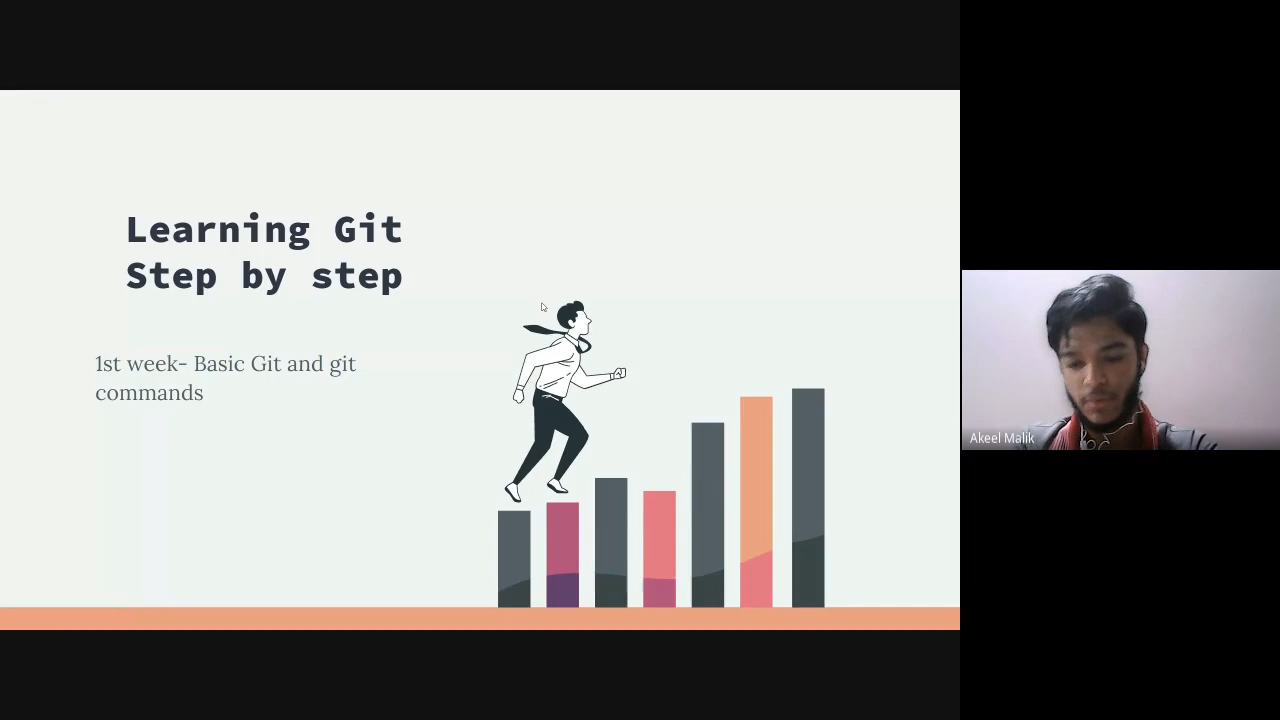 Learning Git
Step by step
1st week- Basic Git and git
commands
Akeel Malik